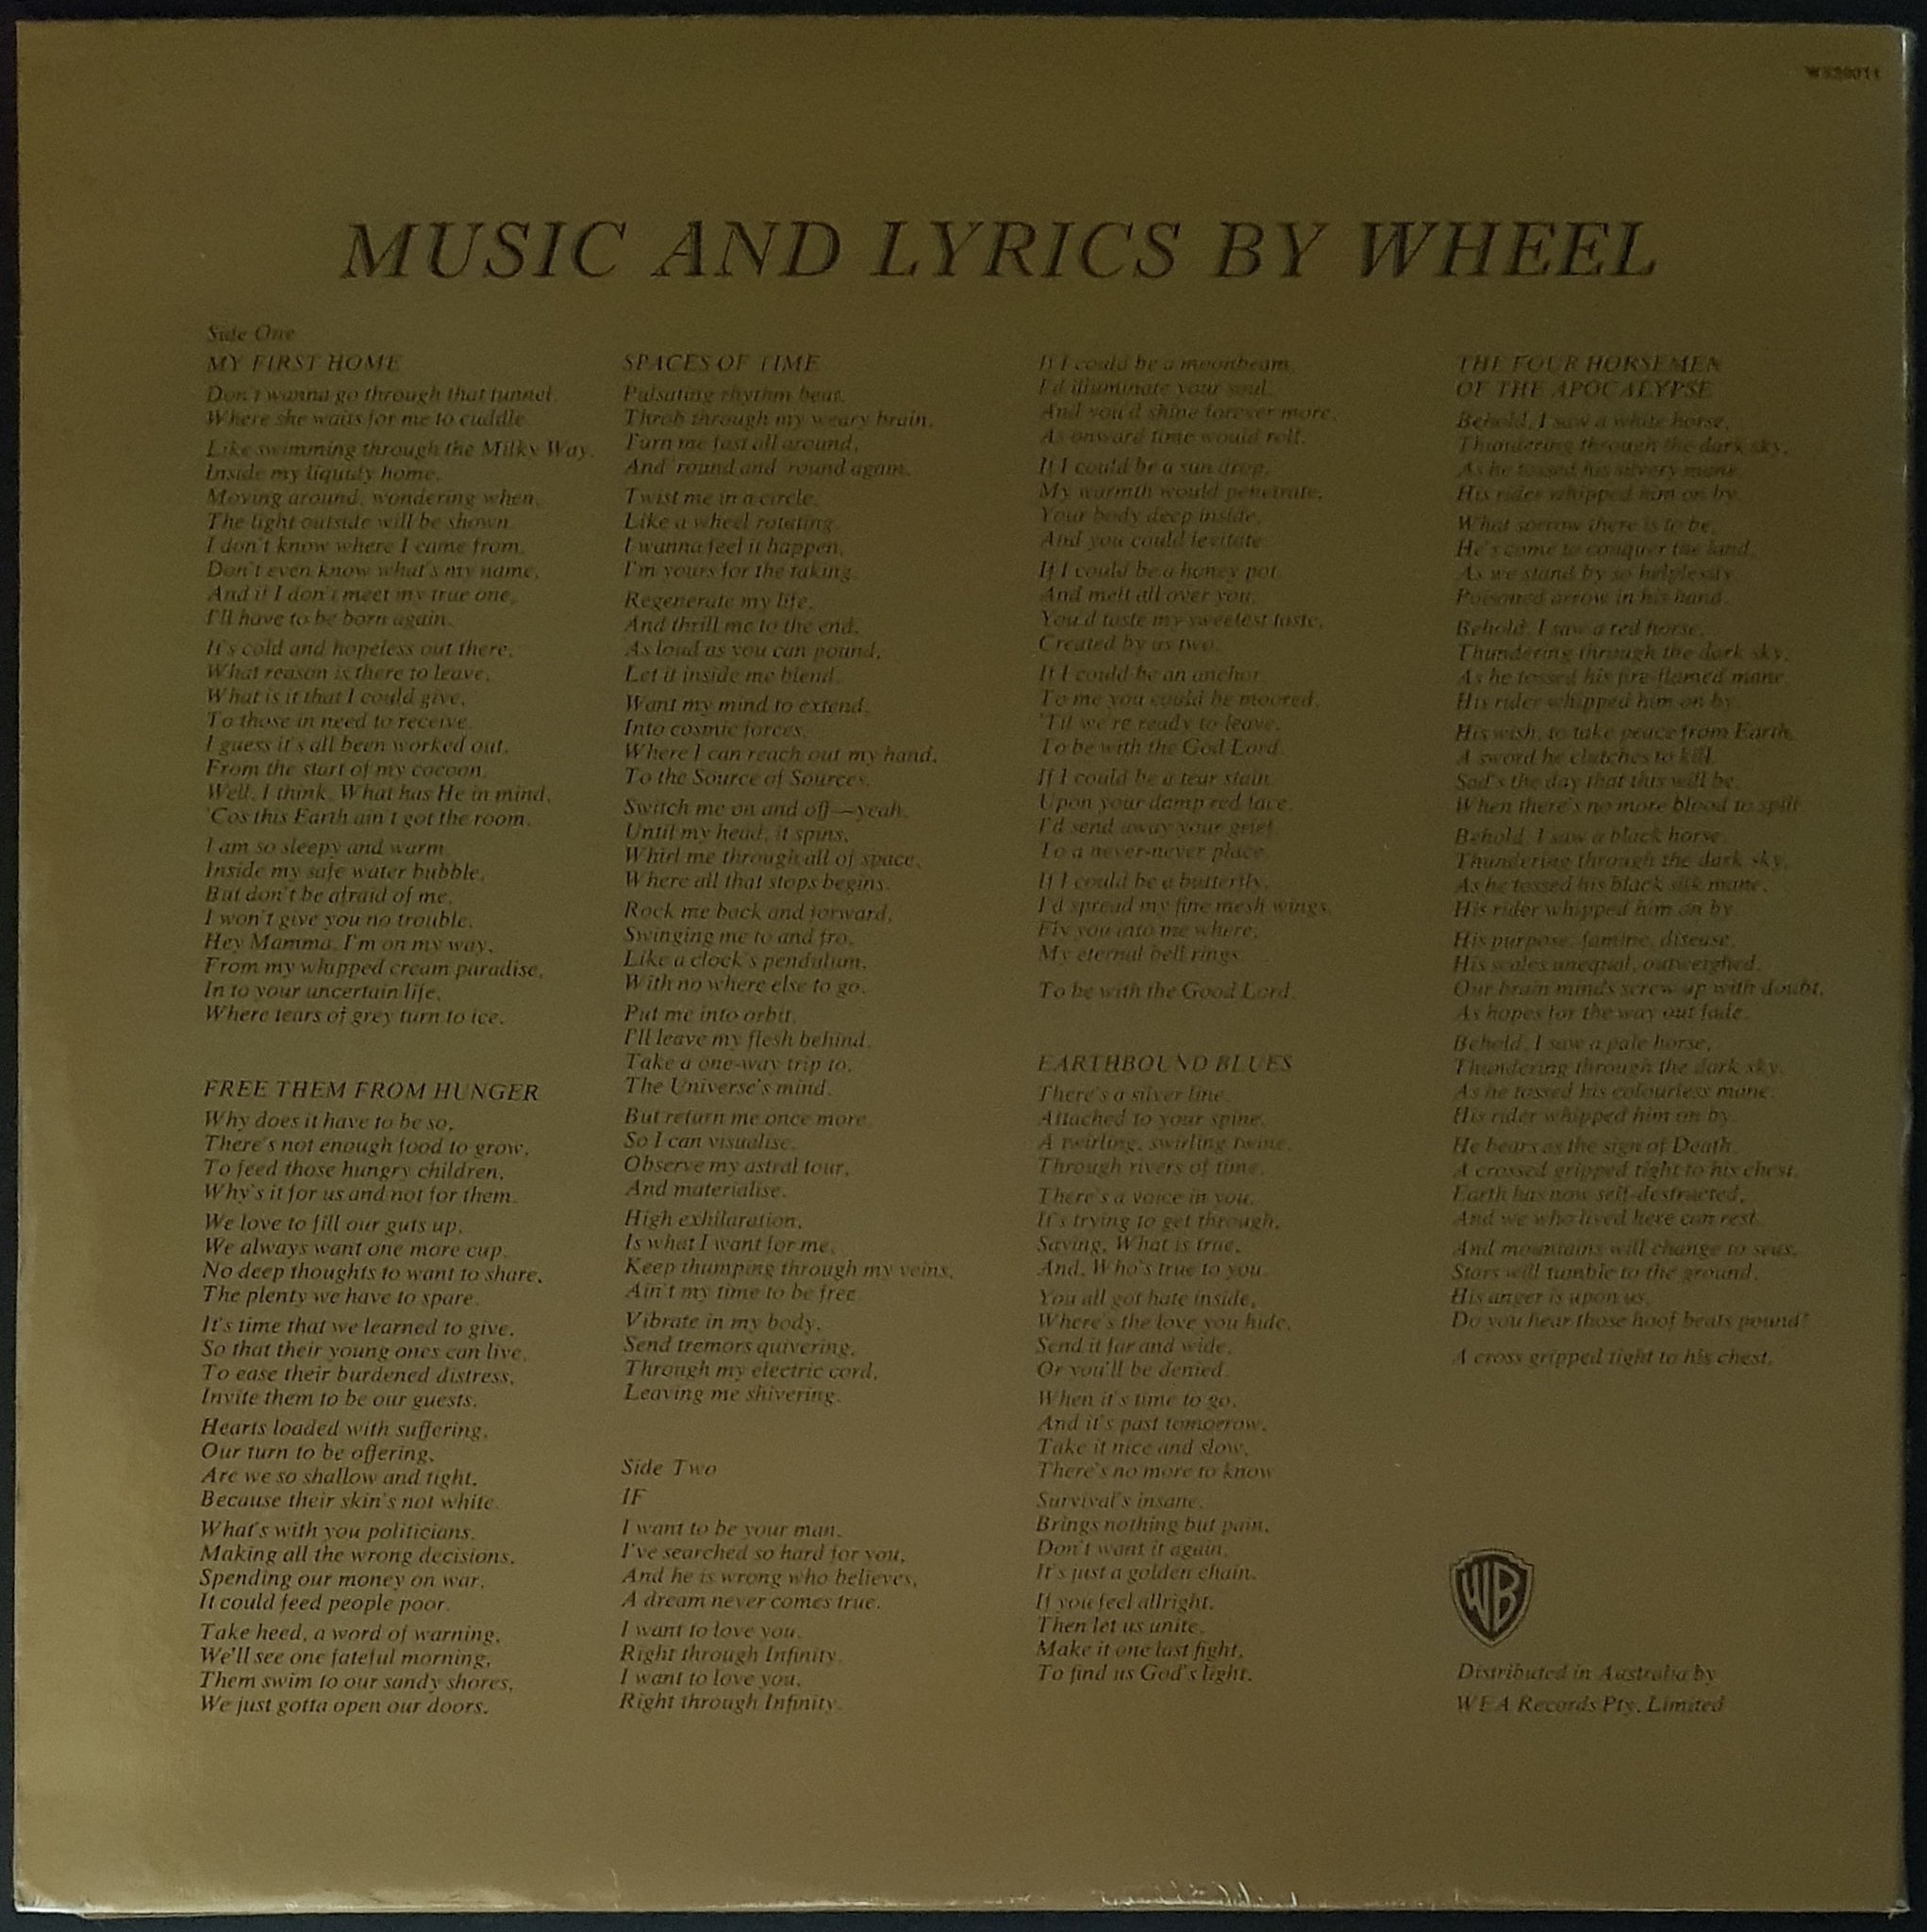 WS20011
MUSIC AND LYRICS BY WHEEL
Side One
MY FIRST HOME
Don't wanna go through that tunnel,
Where she waits for me to cuddle.
Like swimming through the Milky Way,
Inside my liquidy home.
Moving around, wondering when,
The light outside will be shown.
I don't know where I came from,
Don't even know what's my name,
And if I don't meet my true one,
I'll have to be born again.
It's cold and hopeless out there,
What reason is there to leave,
What is it that I could give,
To those in need to receive.
I guess it's all been worked out,
From the start of my cocoon.
Well, I think, What has He in mind,
'Cos this Earth ain't got the room.
I am so sleepy and warm
Inside my safe water bubble,
But don't be afraid of me,
I won't give you no trouble.
Hey Mamma, I'm on my way,
From my whipped cream paradise,
In to your uncertain life,
Where tears of grey turn to ice.
FREE THEM FROM HUNGER
Why does it have to be so,
There's not enough food to grow,
To feed those hungry children,
Why's it for us and not for them.
We love to fill our guts up,
We always want one more cup.
No deep thoughts to want to share,
The plenty we have to spare.
It's time that we learned to give,
So that their young ones can live,
To ease their burdened distress,
Invite them to be our guests.
Hearts loaded with suffering,
Our turn to be offering,
Are we so shallow and tight,
Because their skin's not white.
What's with you politicians,
Making all the wrong decisions,
Spending our money on war,
It could feed people poor.
Take heed, a word of warning,
We'll see one fateful morning,
Them swim to our sandy shores,
We just gotta open our doors.
SPACES OF TIME
Pulsating rhythm beat,
Throb through my weary brain,
Turn me fast all around,
And 'round and 'round again.
Twist me in a circle,
Like a wheel rotating,
I wanna feel it happen,
I'm yours for the taking.
Regenerate my life,
And thrill me to the end,
As loud as you can pound,
Let it inside me blend.
Want my mind to extend,
Into cosmic forces,
Where I can reach out my hand,
To the Source of Sources.
Switch me on and off—yeah,
Until my head, it spins,
Whirl me through all of space,
Where all that stops begins.
Rock me back and forward,
Swinging me to and fro,
Like a clock's pendulum,
With no where else to go.
Put me into orbit,
I'll leave my flesh behind,
Take a one-way trip to,
The Universe's mind.
But return me once more
So I can visualise,
Observe my astral tour,
And materialise.
High exhilaration,
Is what I want for me,
Keep thumping through my veins,
Ain't my time to be free.
Vibrate in my body,
Send tremors quivering,
Through my electric cord,
Leaving me shivering.
Side Two
IF
I want to be your man,
I've searched so hard for you,
And he is wrong who believes,
A dream never comes true.
I want to love you,
Right through Infinity.
I want to love you,
Right through Infinity.
If I could be a moonbeam
I'd illuminate your soul.
And you'd shine forever more,
As onward time would roll.
If I could be a sun drop,
My warmth would penetrate,
Your body deep inside,
And you could levitate.
If I could be a honey pot
And melt all over you,
You'd taste my sweetest taste,
Created by us two.
If I could be an anchor
To me you could be moored,
'Til we're ready to leave,
To be with the God Lord.
If I could be a tear stain
Upon your damp red face,
I'd send away your grief
To a never-never place.
If I could be a butterfly,
I'd spread my fine mesh wings,
Fly you into me where,
My eternal bell rings.
To be with the Good Lord.
EARTHBOUND BLUES
There's a silver line,
Attached to your spine,
A twirling, swirling twine,
Through rivers of time.
There's a voice in you,
It's trying to get through,
Saying, What is true,
And, Who's true to you.
You all got hate inside,
Where's the love you hide,
Send it far and wide,
Or you'll be denied.
When it's time to go,
And it's past tomorrow,
Take it nice and slow,
There's no more to know
Survival's insane,
Brings nothing but pain,
Don't want it again,
It's just a golden chain.
If you feel allright,
Then let us unite,
Make it one last fight,
To find us God's light.
THE FOUR HORSEMEN
OF THE APOCALYPSE
Behold, I saw a white horse,
Thundering through the dark sky,
As he tossed his silvery mane,
His rider whipped him on by.
What sorrow there is to be,
He's come to conquer the land,
As we stand by so helplessly
Poisoned arrow in his hand.
Behold, I saw a red horse,
Thundering through the dark sky,
As he tossed his fire-flamed mane,
His rider whipped him on by.
His wish, to take peace from Earth,
A sword he clutches to kill,
Sad's the day that this will be,
When there's no more blood to spill.
Behold, I saw a black horse,
Thundering through the dark sky,
As he tossed his black silk mane,
His rider whipped him on by.
His purpose, famine, disease,
His scales unequal, outweighed,
Our brain minds screw up with doubt,
As hopes for the way out fade.
Behold, I saw a pale horse,
Thundering through the dark sky,
As he tossed his colourless mane,
His rider whipped him on by.
He bears as the sign of Death
A crossed gripped tight to his chest,
Earth has now self-destructed,
And we who lived here can rest.
And mountains will change to seas,
Stars will tumble to the ground,
His anger is upon us,
Do you hear those hoof beats pound?
A cross gripped tight to his chest.
WB
Distributed in Australia by
WEA Records Pty. Limited